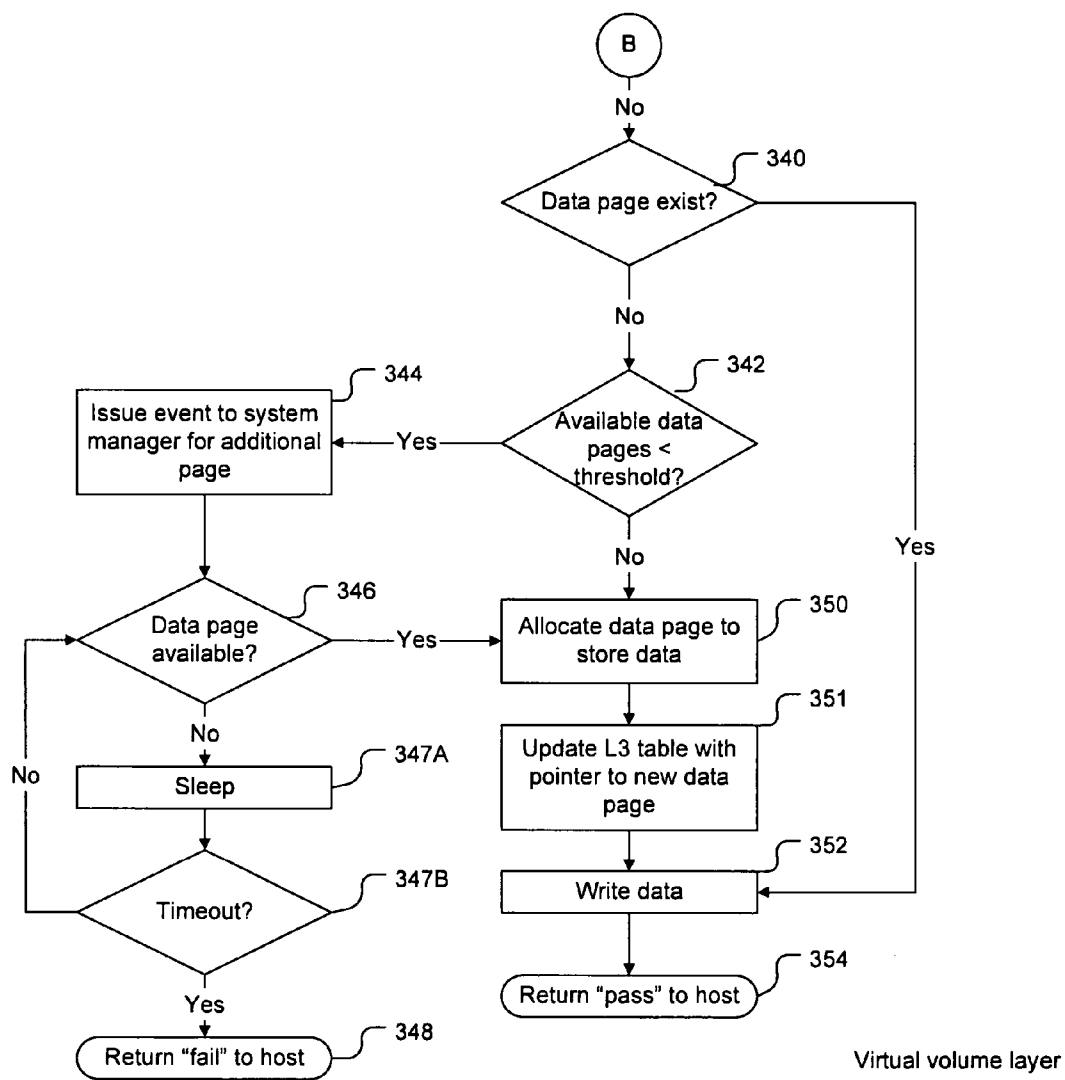 B
No
340
Data page exist?
No
342
344
Issue event to system
manager for additional
page
Yes
Available data
pages <
threshold?
Yes
No
346
Data page
available?
Yes
350
Allocate data page to
store data
No
347A
Sleep
No
351
Update L3 table with
pointer to new data
page
347B
Timeout?
352
Write data
Yes
354
Return "pass" to host
348
Return "fail" to host
Virtual volume layer